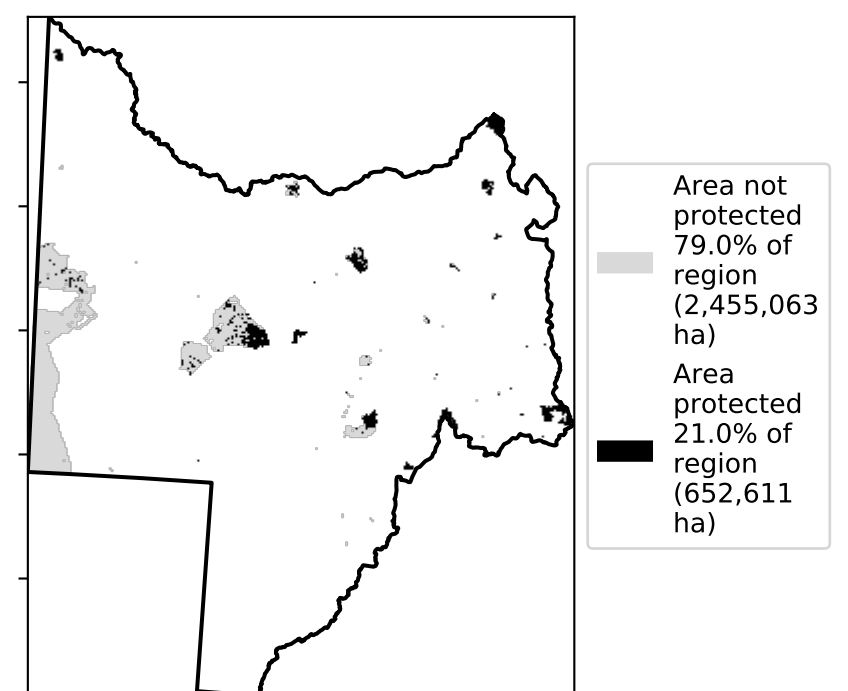 Area not
protected
79.0% of
region
(2,455,063
ha)
Area
protected
21.0% of
region
(652,611
ha)